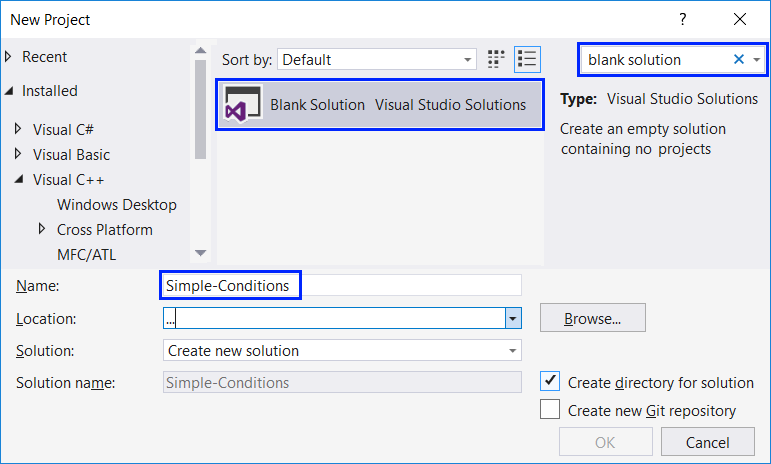 New Project
?
Recent
Installed
Visual C#
Visual Basic
Visual C++
Windows Desktop
Cross Platform
MFC/ATL
Sort by: Default
Blank Solution Visual Studio Solutions
blank solution
Type: Visual Studio Solutions
Create an empty solution
containing no projects
Name: Simple-Conditions
Location: ...
Browse...
Solution: Create new solution
Solution name: Simple-Conditions
Create directory for solution
Create new Git repository
OK Cancel